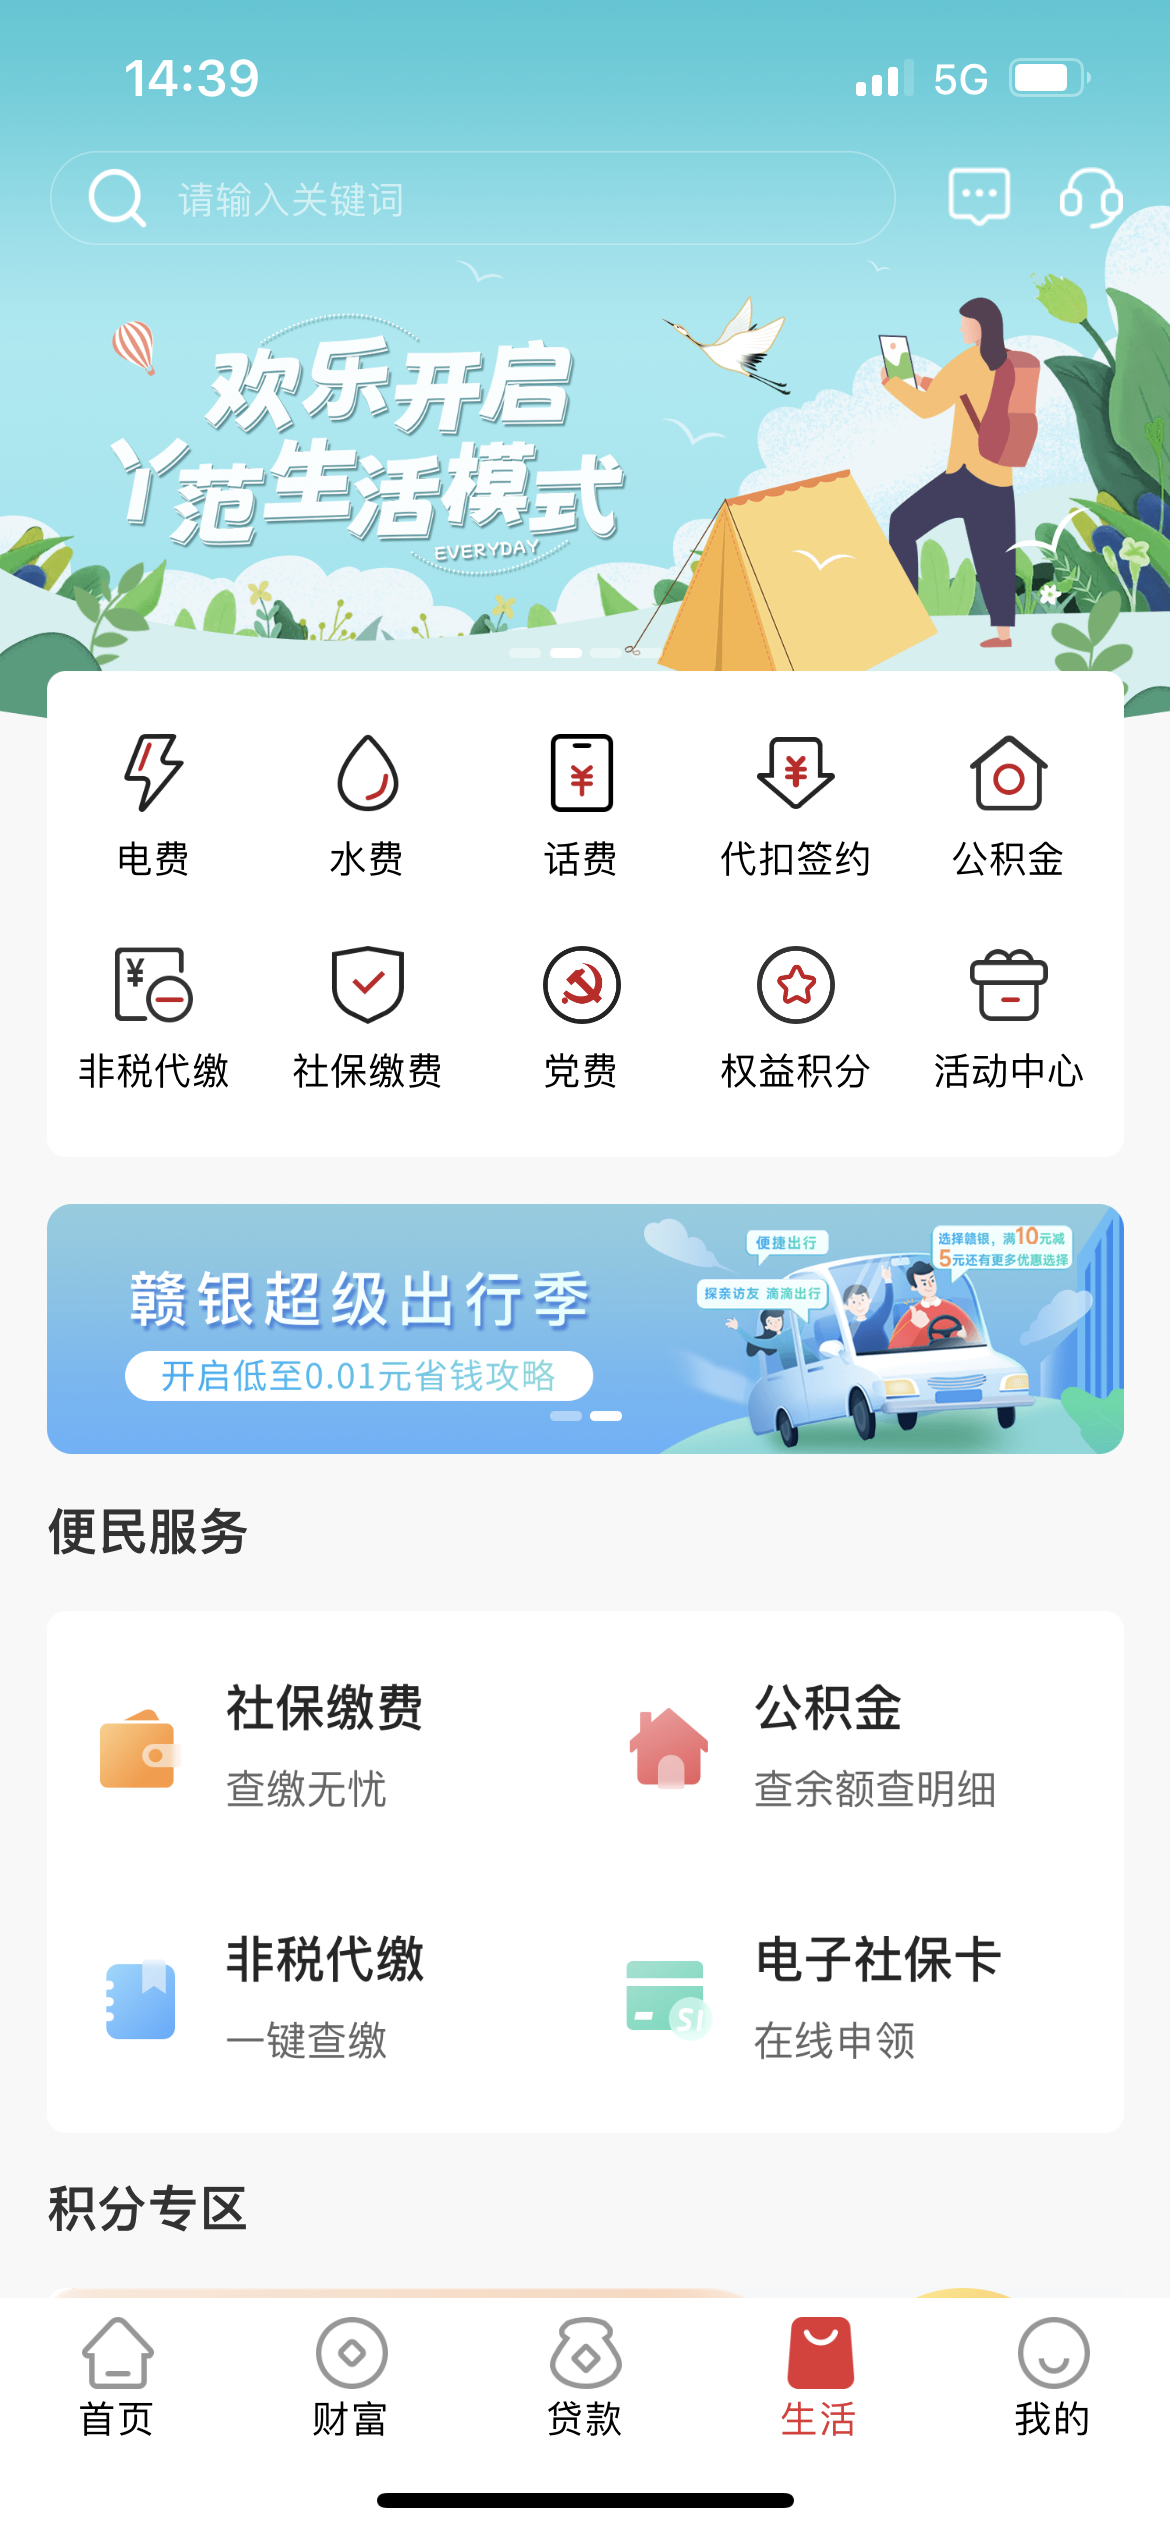 14:39 5G
请输入关键词
欢乐开启
丫范生活模式
EVERYDAY
电费 水费 话费 代扣签约 公积金
非税代缴 社保缴费 党费 权益积分 活动中心
便捷出行
选择赣银，满10元减
5元还有更多优惠选择
探亲访友 滴滴出行
赣银超级出行季
开启低至0.01元省钱攻略
便民服务
社保缴费 公积金
查缴无忧 查余额查明细
非税代缴 电子社保卡
一键查缴 在线申领
SI
积分专区
首页 财富 贷款 生活 我的